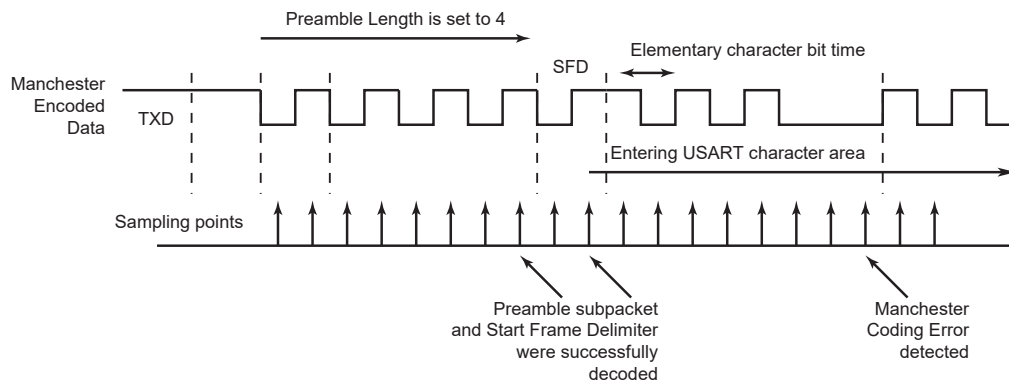 Preamble Length is set to 4
Elementary character bit time
SFD
Manchester
Encoded
Data
TXD
Entering USART character area
Sampling points
Preamble subpacket
and Start Frame Delimiter
were successfully
decoded
Manchester
Coding Error
detected